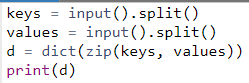 keys = input().split()
values = input().split()
d = dict(zip(keys, values))
print(d)